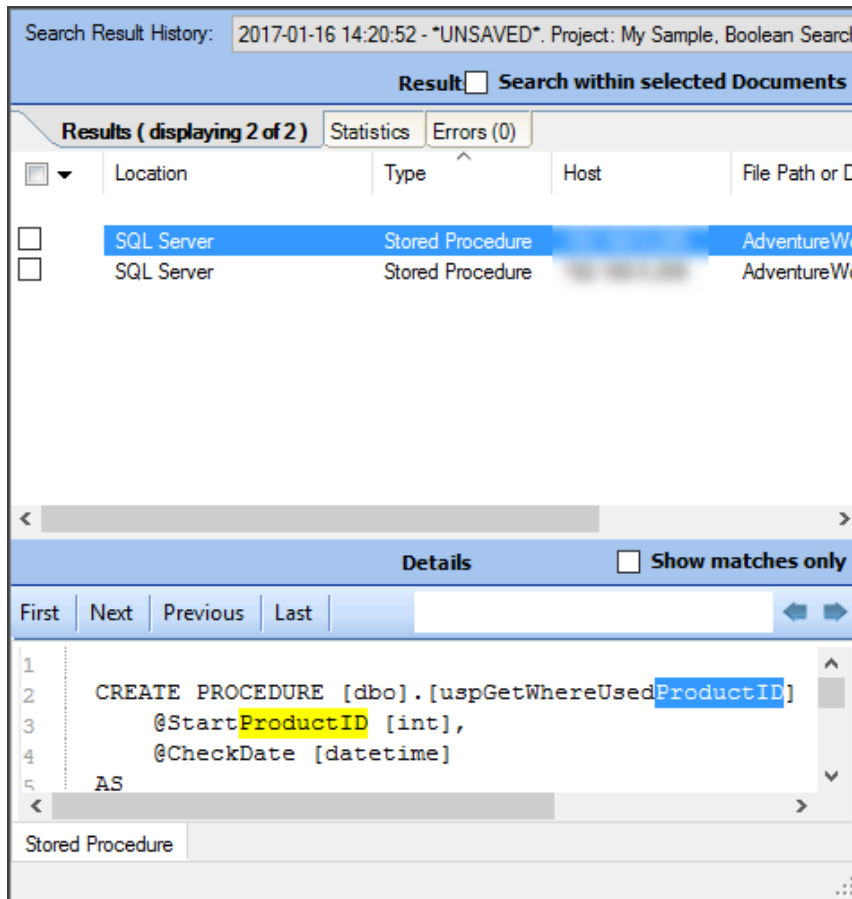 Search Result History: 2017-01-16 14:20:52 - *UNSAVED*. Project: My Sample, Boolean Search
Result Search within selected Documents
Results ( displaying 2 of 2 ) Statistics Errors (0)
Location Type Host File Path or D
SQL Server Stored Procedure AdventureWo
SQL Server Stored Procedure AdventureWo
Details Show matches only
First Next Previous Last
1
2 CREATE PROCEDURE [dbo].[uspGetWhereUsedProductID]
3 @StartProductID [int],
4 @CheckDate [datetime]
5 AS
Stored Procedure